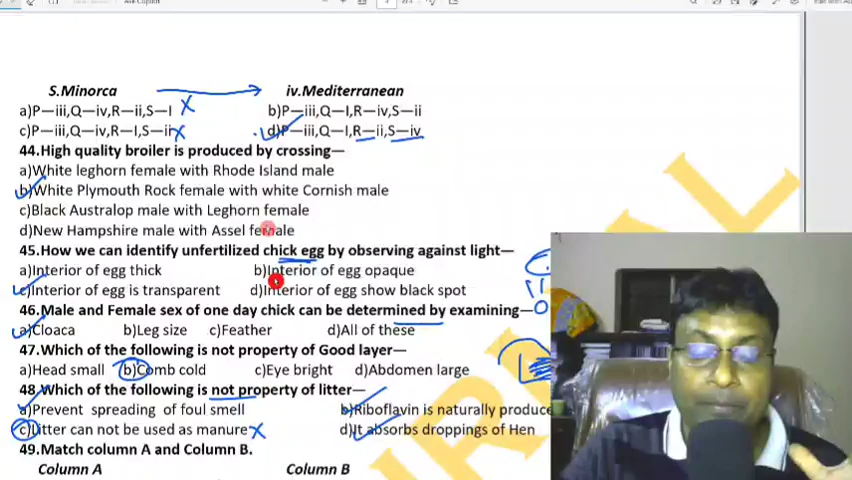 S.Minorca iv.Mediterranean
a)P—iii,Q—iv,R—ii,S—I b)P—iii,Q—I,R—iv,S—ii
c)P—iii,Q—iv,R—I,S—ii d)P—iii,Q—I,R—ii,S—iv
44.High quality broiler is produced by crossing—
a)White leghorn female with Rhode Island male
b)White Plymouth Rock female with white Cornish male
c)Black Australop male with Leghorn female
d)New Hampshire male with Assel female
45.How we can identify unfertilized chick egg by observing against light—
a)Interior of egg thick b)Interior of egg opaque
c)Interior of egg is transparent d)Interior of egg show black spot
46.Male and Female sex of one day chick can be determined by examining—
a)Cloaca b)Leg size c)Feather d)All of these
47.Which of the following is not property of Good layer—
a)Head small b)Comb cold c)Eye bright d)Abdomen large
48.Which of the following is not property of litter—
a)Prevent spreading of foul smell b)Riboflavin is naturally produce
c)Litter can not be used as manure d)It absorbs droppings of Hen
49.Match column A and Column B.
Column A Column B